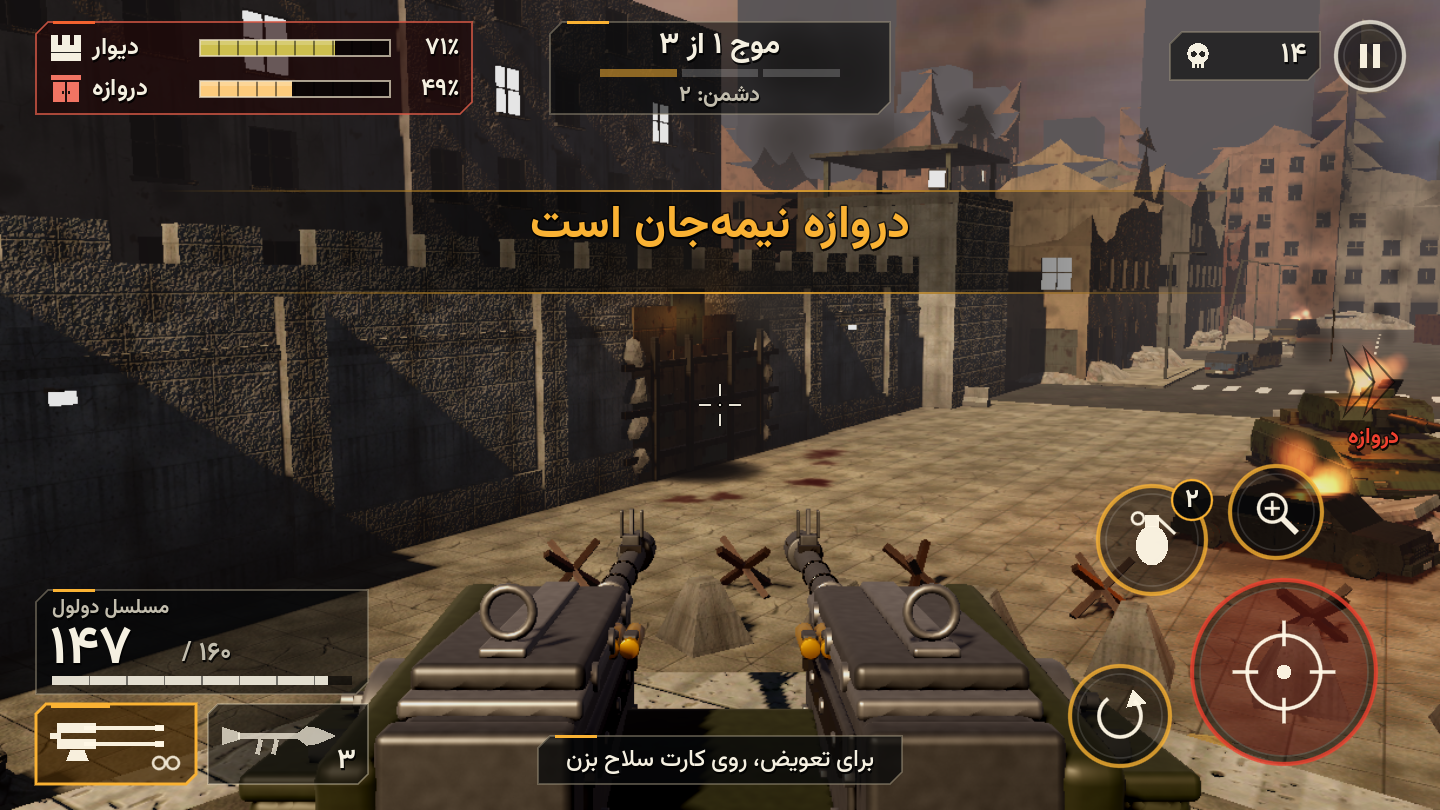 دیوار ۷۱٪
دروازه ۴۹٪
موج ۱ از ۳
دشمن: ۲
۱۴
دروازه نیمه‌جان است
دروازه
۲
مسلسل دولول
۱۴۷ / ۱۶۰
∞
۳
برای تعویض، روی کارت سلاح بزن